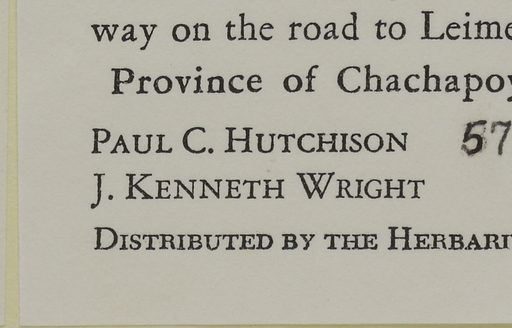 way on the road to Leime
Province of Chachapoy
PAUL C. HUTCHISON 57
J. KENNETH WRIGHT
DISTRIBUTED BY THE HERBARI